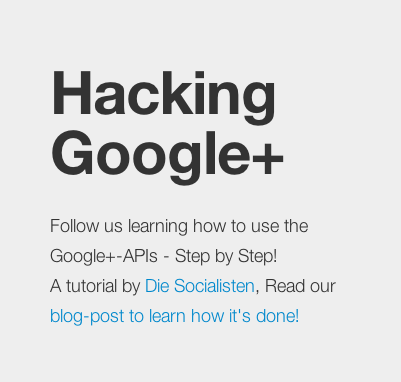 Hacking
Google+
Follow us learning how to use the
Google+-APIs - Step by Step!
A tutorial by Die Socialisten, Read our
blog-post to learn how it's done!